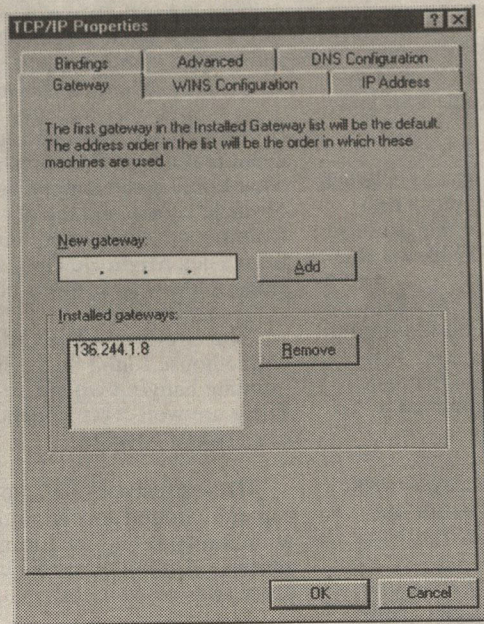 TCP/IP Properties
Bindings Advanced DNS Configuration
Gateway WINS Configuration IP Address
The first gateway in the Installed Gateway list will be the default.
The address order in the list will be the order in which these
machines are used.
New gateway:
. . .
Add
Installed gateways:
136.244.1.8
Remove
OK Cancel